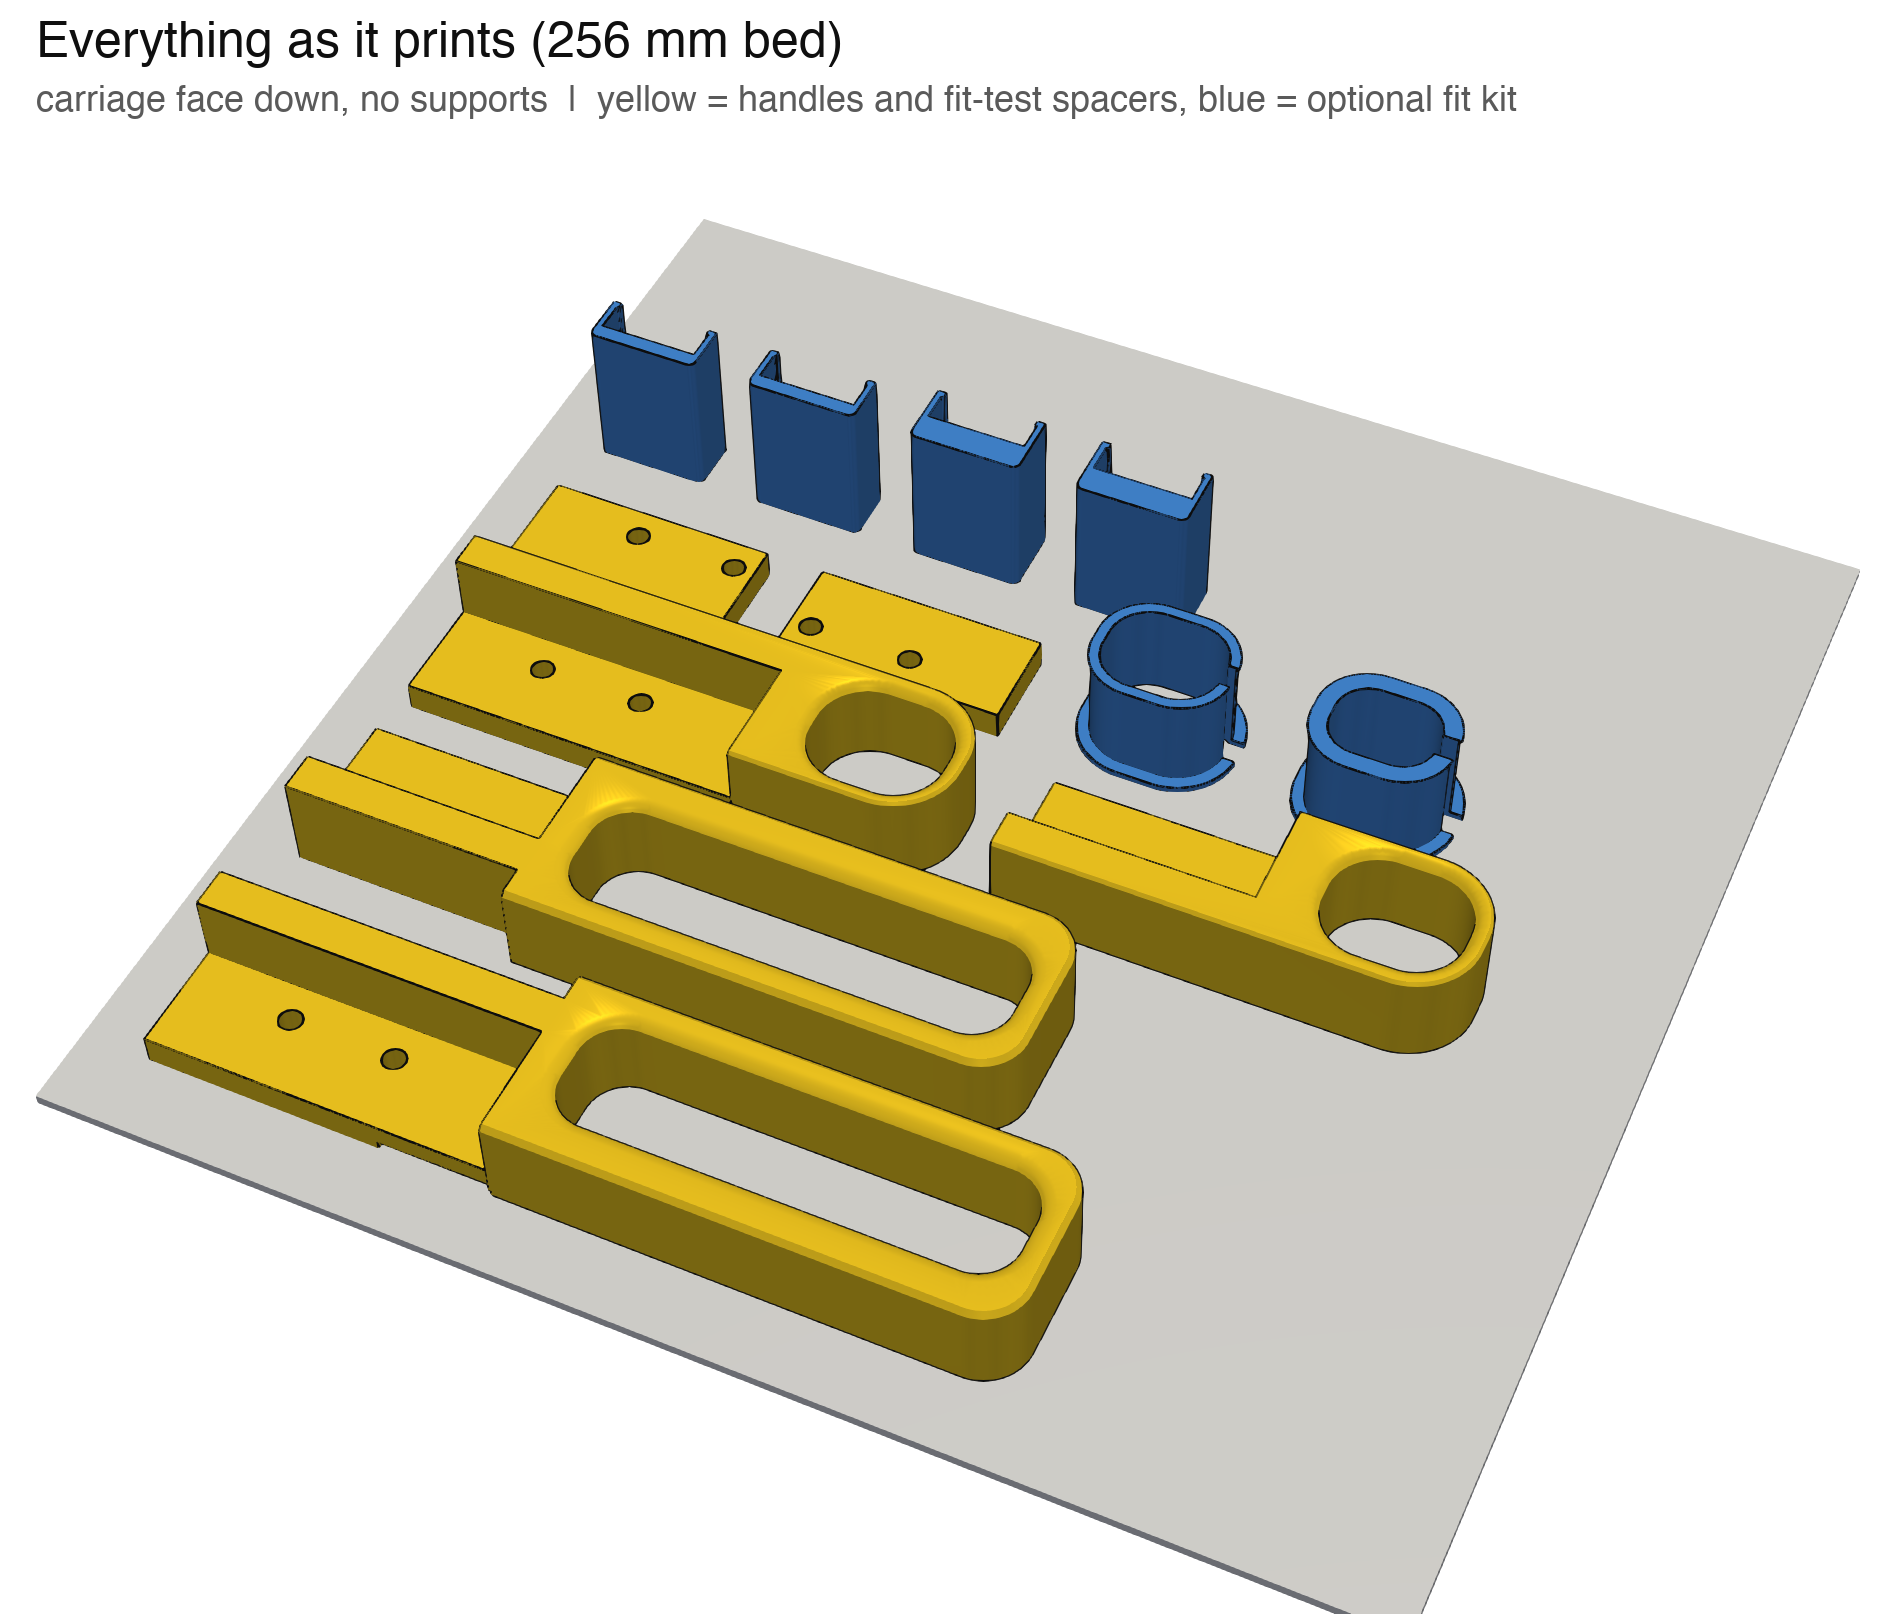 Everything as it prints (256 mm bed)
carriage face down, no supports | yellow = handles and fit-test spacers, blue = optional fit kit